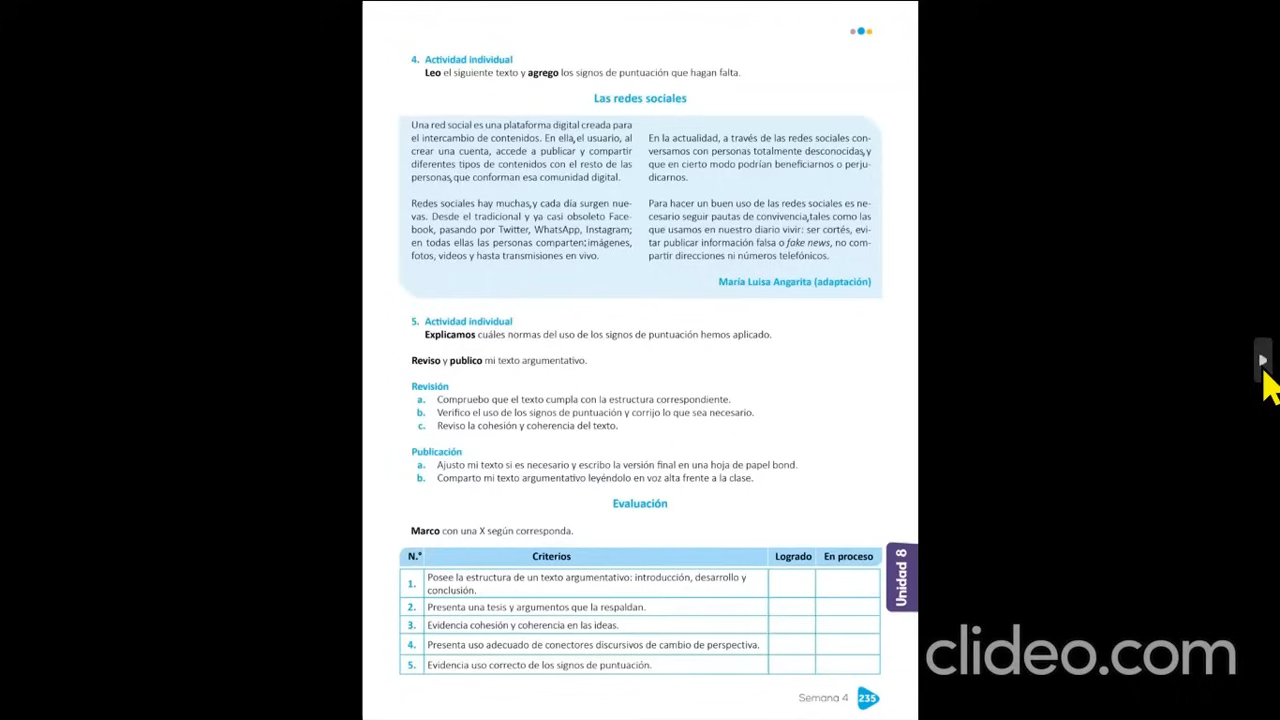 4. Actividad individual
Leo el siguiente texto y agrego los signos de puntuación que hagan falta.
Las redes sociales
Una red social es una plataforma digital creada para
el intercambio de contenidos. En ella, el usuario, al
crear una cuenta, accede a publicar y compartir
diferentes tipos de contenidos con el resto de las
personas, que conforman esa comunidad digital.
Redes sociales hay muchas, y cada día surgen nue-
vas. Desde el tradicional y ya casi obsoleto Face-
book, pasando por Twitter, WhatsApp, Instagram;
en todas ellas las personas comparten: imágenes,
fotos, videos y hasta transmisiones en vivo.
En la actualidad, a través de las redes sociales con-
versamos con personas totalmente desconocidas, y
que en cierto modo podrían beneficiarnos o perju-
dicarnos.
Para hacer un buen uso de las redes sociales es ne-
cesario seguir pautas de convivencia, tales como las
que usamos en nuestro diario vivir: ser cortés, evi-
tar publicar información falsa o fake news, no com-
partir direcciones ni números telefónicos.
María Luisa Angarita (adaptación)
5. Actividad individual
Explicamos cuáles normas del uso de los signos de puntuación hemos aplicado.
Reviso y publico mi texto argumentativo.
Revisión
a. Compruebo que el texto cumpla con la estructura correspondiente.
b. Verifico el uso de los signos de puntuación y corrijo lo que sea necesario.
c. Reviso la cohesión y coherencia del texto.
Publicación
a. Ajusto mi texto si es necesario y escribo la versión final en una hoja de papel bond.
b. Comparto mi texto argumentativo leyéndolo en voz alta frente a la clase.
Evaluación
Marco con una X según corresponda.
N.° Criterios Logrado En proceso
1. Posee la estructura de un texto argumentativo: introducción, desarrollo y
conclusión.
2. Presenta una tesis y argumentos que la respaldan.
3. Evidencia cohesión y coherencia en las ideas.
4. Presenta uso adecuado de conectores discursivos de cambio de perspectiva.
5. Evidencia uso correcto de los signos de puntuación.
Unidad 8
Semana 4 235
clideo.com